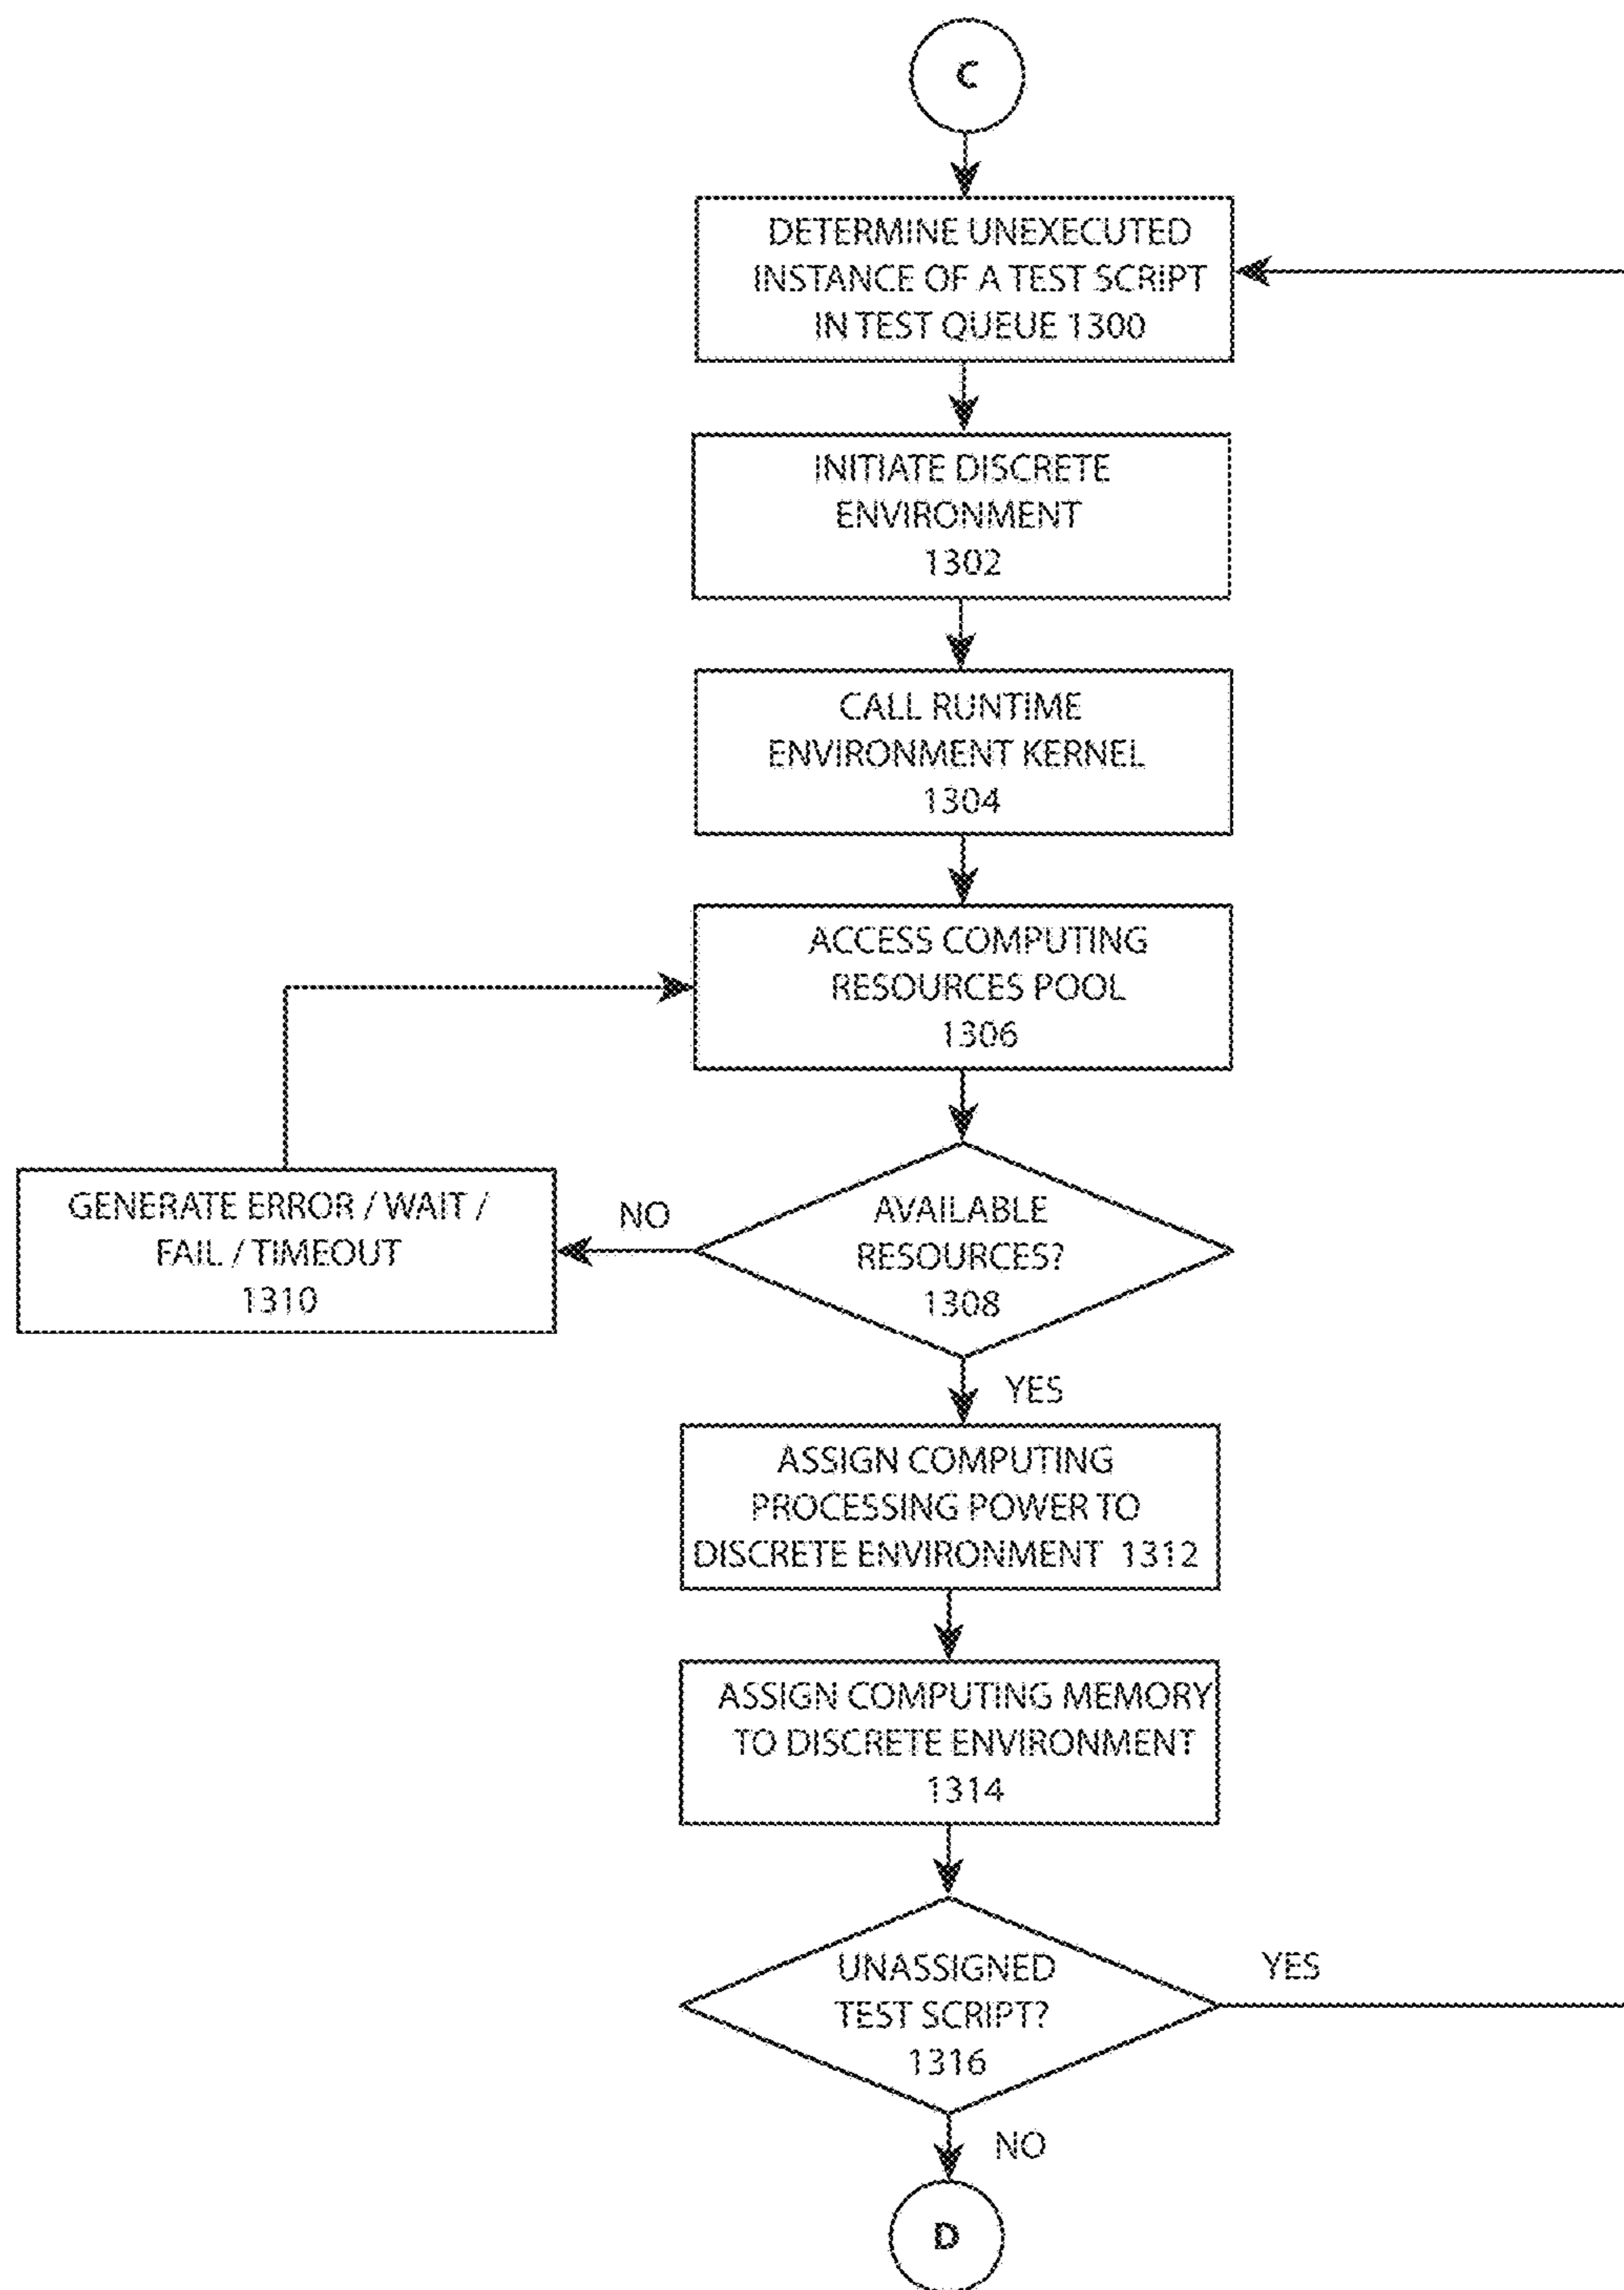 C
DETERMINE UNEXECUTED
INSTANCE OF A TEST SCRIPT
IN TEST QUEUE 1300
INITIATE DISCRETE
ENVIRONMENT
1302
CALL RUNTIME
ENVIRONMENT KERNEL
1304
ACCESS COMPUTING
RESOURCES POOL
1306
AVAILABLE
RESOURCES?
1308
NO
GENERATE ERROR / WAIT /
FAIL / TIMEOUT
1310
YES
ASSIGN COMPUTING
PROCESSING POWER TO
DISCRETE ENVIRONMENT 1312
ASSIGN COMPUTING MEMORY
TO DISCRETE ENVIRONMENT
1314
UNASSIGNED
TEST SCRIPT?
1316
YES
NO
D